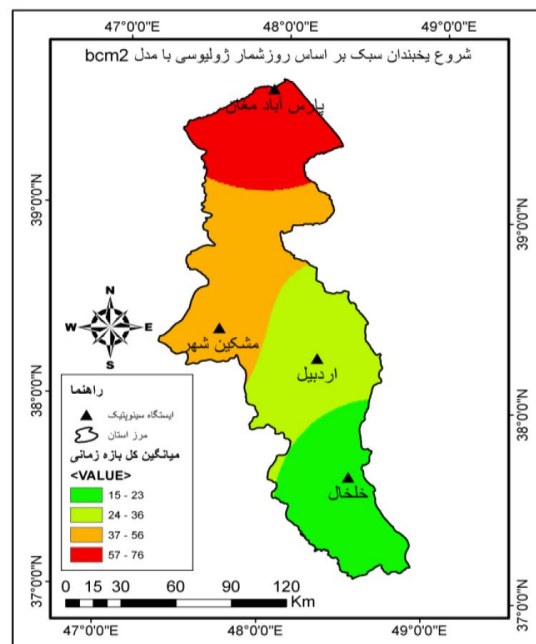 47°0'0"E 48°0'0"E 49°0'0"E
شروع یخبندان سبک بر اساس روزشمار ژولیوسی با مدل bcm2
پارس آباد مغان
39°0'0"N
39°0'0"N
N
W E
S
مشکین شهر
اردبیل
38°0'0"N
38°0'0"N
راهنما
ایستگاه سینوپتیک
مرز استان
میانگین کل بازه زمانی
<VALUE>
15 - 23
24 - 36
37 - 56
57 - 76
خلخال
37°0'0"N
37°0'0"N
0 15 30 60 90 120
Km
47°0'0"E 48°0'0"E 49°0'0"E